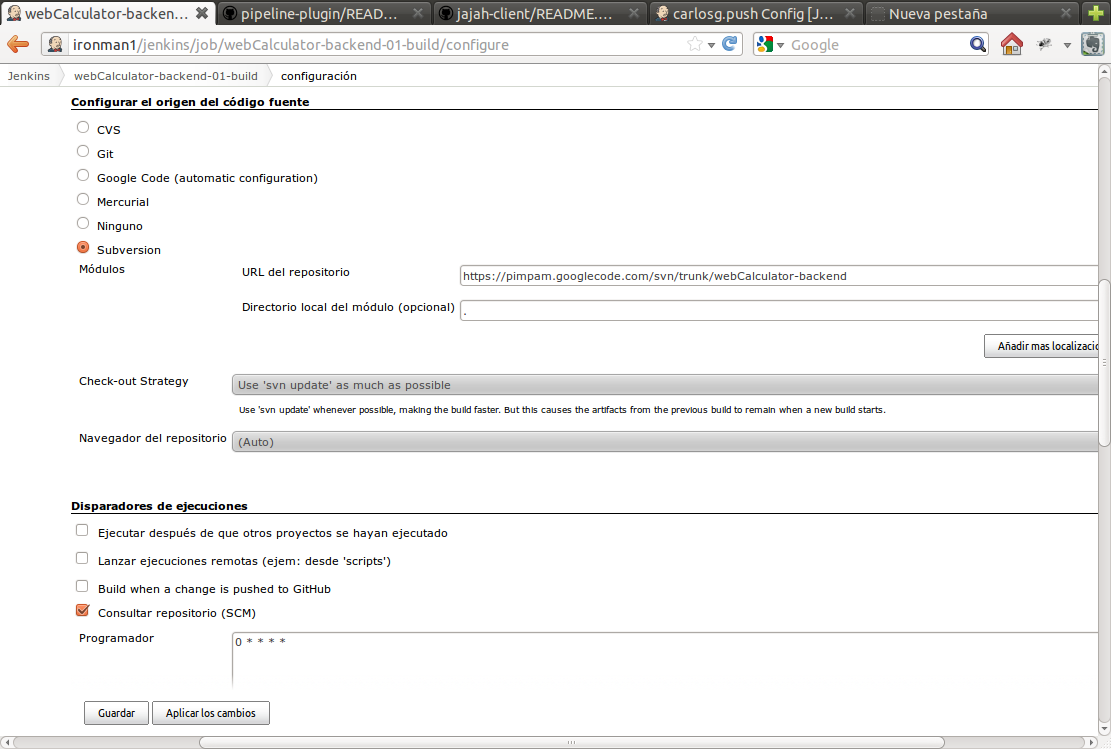 webCalculator-backen...
pipeline-plugin/READ...
jajah-client/README....
carlosg.push Config [J...
Nueva pestaña
ironman1/jenkins/job/webCalculator-backend-01-build/configure
Google
Jenkins
webCalculator-backend-01-build
configuración
Configurar el origen del código fuente
CVS
Git
Google Code (automatic configuration)
Mercurial
Ninguno
Subversion
Módulos
URL del repositorio
https://pimpam.googlecode.com/svn/trunk/webCalculator-backend
Directorio local del módulo (opcional)
.
Añadir mas localizacio
Check-out Strategy
Use 'svn update' as much as possible
Use 'svn update' whenever possible, making the build faster. But this causes the artifacts from the previous build to remain when a new build starts.
Navegador del repositorio
(Auto)
Disparadores de ejecuciones
Ejecutar después de que otros proyectos se hayan ejecutado
Lanzar ejecuciones remotas (ejem: desde 'scripts')
Build when a change is pushed to GitHub
Consultar repositorio (SCM)
Programador
0 * * * *
Guardar
Aplicar los cambios